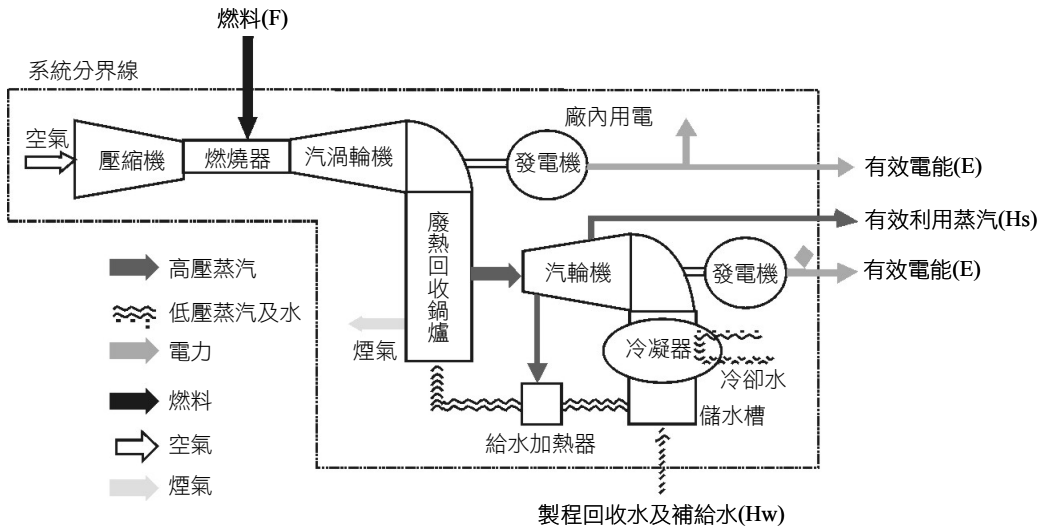 燃料(F)
系統分界線
空氣
壓縮機
燃燒器
汽渦輪機
發電機
廠內用電
有效電能(E)
有效利用蒸汽(Hs)
廢熱回收鍋爐
汽輪機
發電機
有效電能(E)
高壓蒸汽
低壓蒸汽及水
電力
燃料
空氣
煙氣
煙氣
冷凝器
冷卻水
儲水槽
給水加熱器
製程回收水及補給水(Hw)